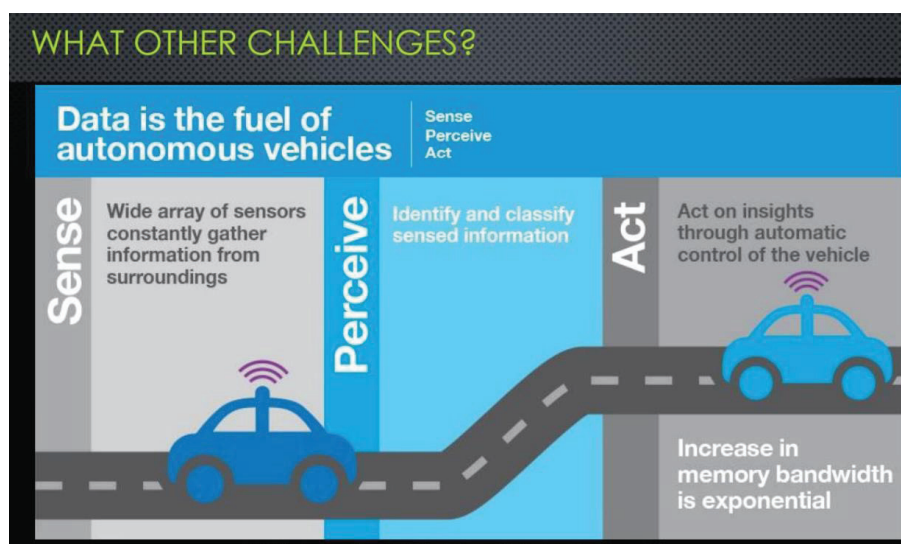 WHAT OTHER CHALLENGES?
Data is the fuel of
autonomous vehicles
Sense
Perceive
Act
Sense
Wide array of sensors
constantly gather
information from
surroundings
Perceive
Identify and classify
sensed information
Act
Act on insights
through automatic
control of the vehicle
Increase in
memory bandwidth
is exponential